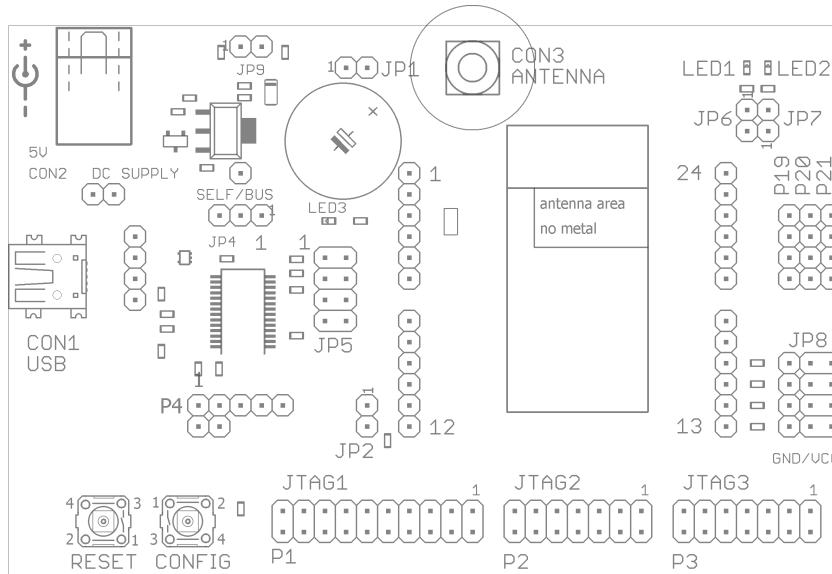 1
JP9
1
JP1
CON3
ANTENNA
LED1
LED2
1
JP6
JP7
1
5V
CON2
DC SUPPLY
SELF/BUS
1
24
P19
P20
P21
LED3
1
antenna area
no metal
JP4
1
1
CON1
USB
JP5
JP8
1
P4
1
JP2
12
13
GND/VCC
JTAG1
1
JTAG2
1
JTAG3
1
4
3
2
1
1
2
3
4
RESET
CONFIG
P1
P2
P3